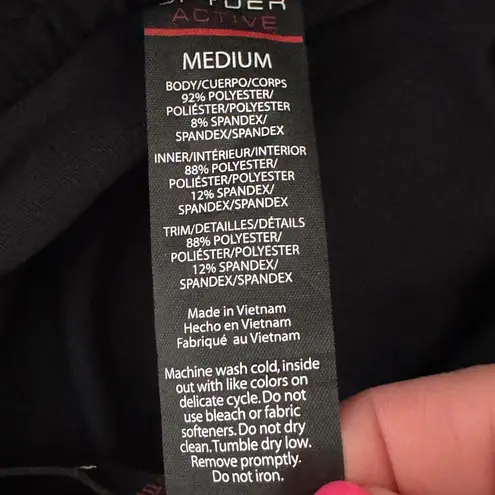 SPYDER
ACTIVE
MEDIUM
BODY/CUERPO/CORPS
92% POLYESTER/
POLIÉSTER/POLYESTER
8% SPANDEX/
SPANDEX/SPANDEX
INNER/INTÉRIEUR/INTERIOR
88% POLYESTER/
POLIÉSTER/POLYESTER
12% SPANDEX/
SPANDEX/SPANDEX
TRIM/DETAILLES/DÉTAILS
88% POLYESTER/
POLIÉSTER/POLYESTER
12% SPANDEX/
SPANDEX/SPANDEX
Made in Vietnam
Hecho en Vietnam
Fabriqué au Vietnam
Machine wash cold, inside
out with like colors on
delicate cycle. Do not
use bleach or fabric
softeners. Do not dry
clean. Tumble dry low.
Remove promptly.
Do not iron.